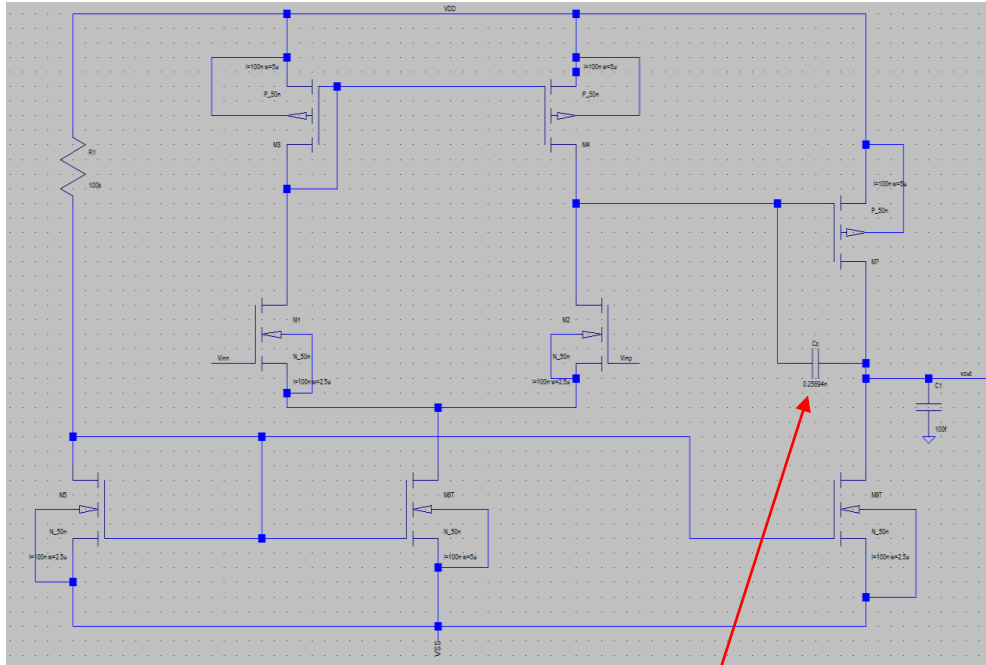 VDD
l=100n w=5u
P_50n
M3
l=100n w=5u
P_50n
M4
R1
100k
l=100n w=5u
P_50n
M7
M1
Vinn
N_50n
l=100n w=2.5u
M2
N_50n
Vinp
l=100n w=2.5u
Cc
0.25694n
vout
C1
100f
M5
N_50n
l=100n w=2.5u
M6T
N_50n
l=100n w=5u
M8T
N_50n
l=100n w=2.5u
VSS